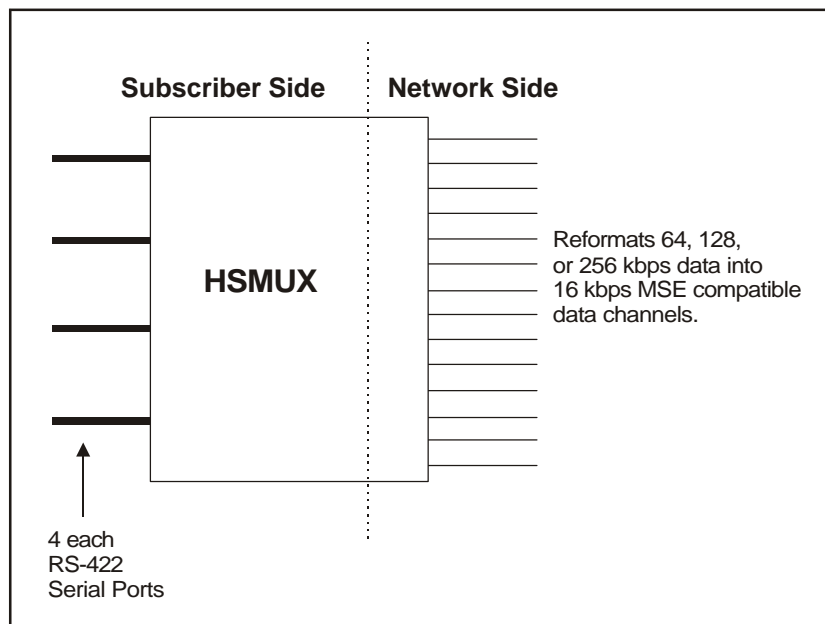 Subscriber Side
Network Side
HSMUX
Reformats 64, 128,
or 256 kbps data into
16 kbps MSE compatible
data channels.
4 each
RS-422
Serial Ports